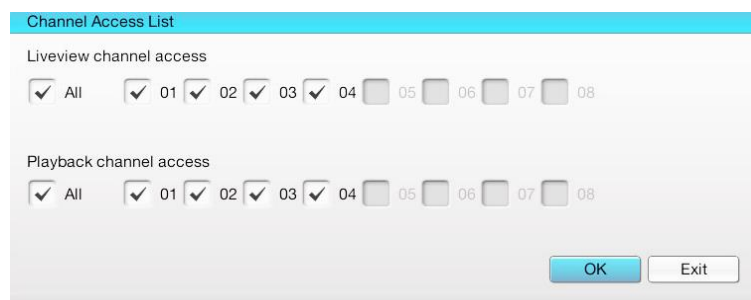 Channel Access List
Liveview channel access
All 01 02 03 04 05 06 07 08
Playback channel access
All 01 02 03 04 05 06 07 08
OK Exit